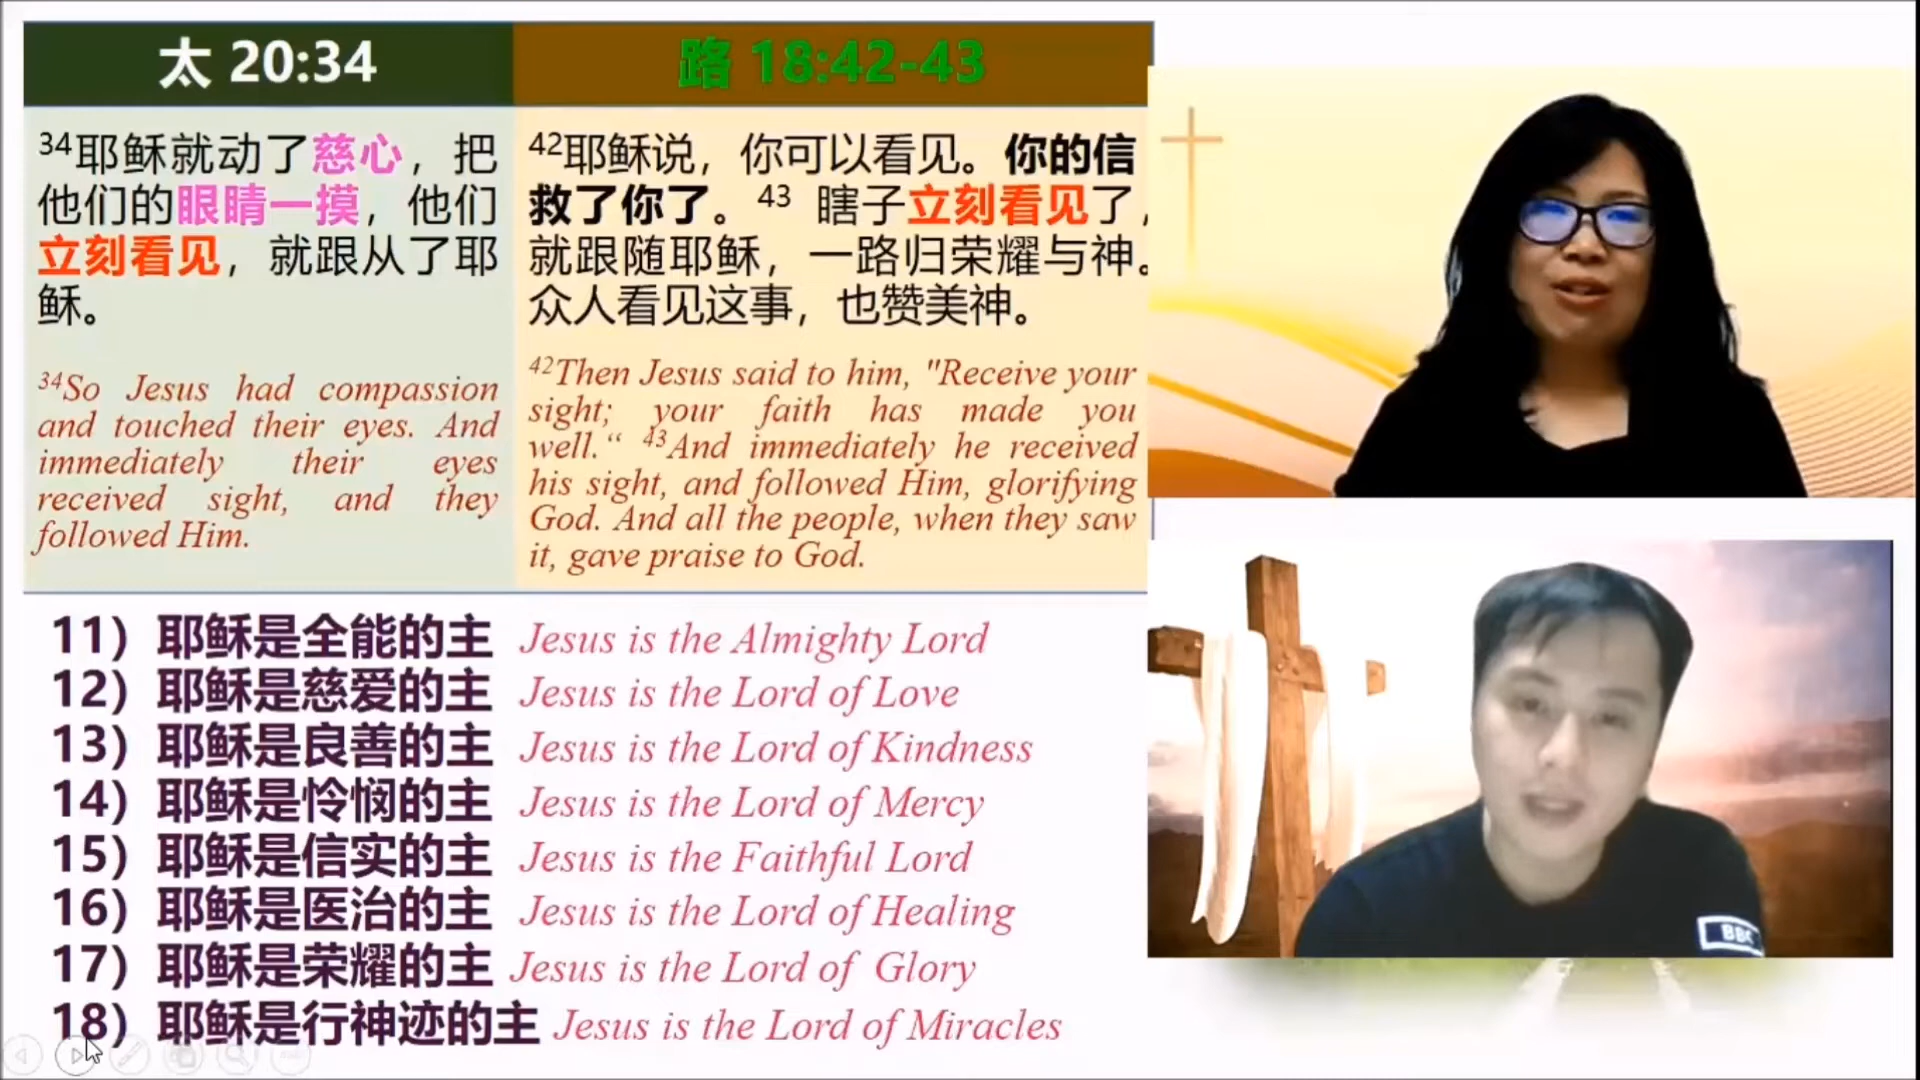 太 20:34
34耶稣就动了慈心，把
他们的眼睛一摸，他们
立刻看见，就跟从了耶
稣。
34So Jesus had compassion
and touched their eyes. And
immediately their eyes
received sight, and they
followed Him.
路 18:42-43
42耶稣说，你可以看见。你的信
救了你了。43 瞎子立刻看见了，
就跟随耶稣，一路归荣耀与神。
众人看见这事，也赞美神。
42Then Jesus said to him, "Receive your
sight; your faith has made you
well.“ 43And immediately he received
his sight, and followed Him, glorifying
God. And all the people, when they saw
it, gave praise to God.
11）耶稣是全能的主 Jesus is the Almighty Lord
12）耶稣是慈爱的主 Jesus is the Lord of Love
13）耶稣是良善的主 Jesus is the Lord of Kindness
14）耶稣是怜悯的主 Jesus is the Lord of Mercy
15）耶稣是信实的主 Jesus is the Faithful Lord
16）耶稣是医治的主 Jesus is the Lord of Healing
17）耶稣是荣耀的主 Jesus is the Lord of Glory
18）耶稣是行神迹的主 Jesus is the Lord of Miracles